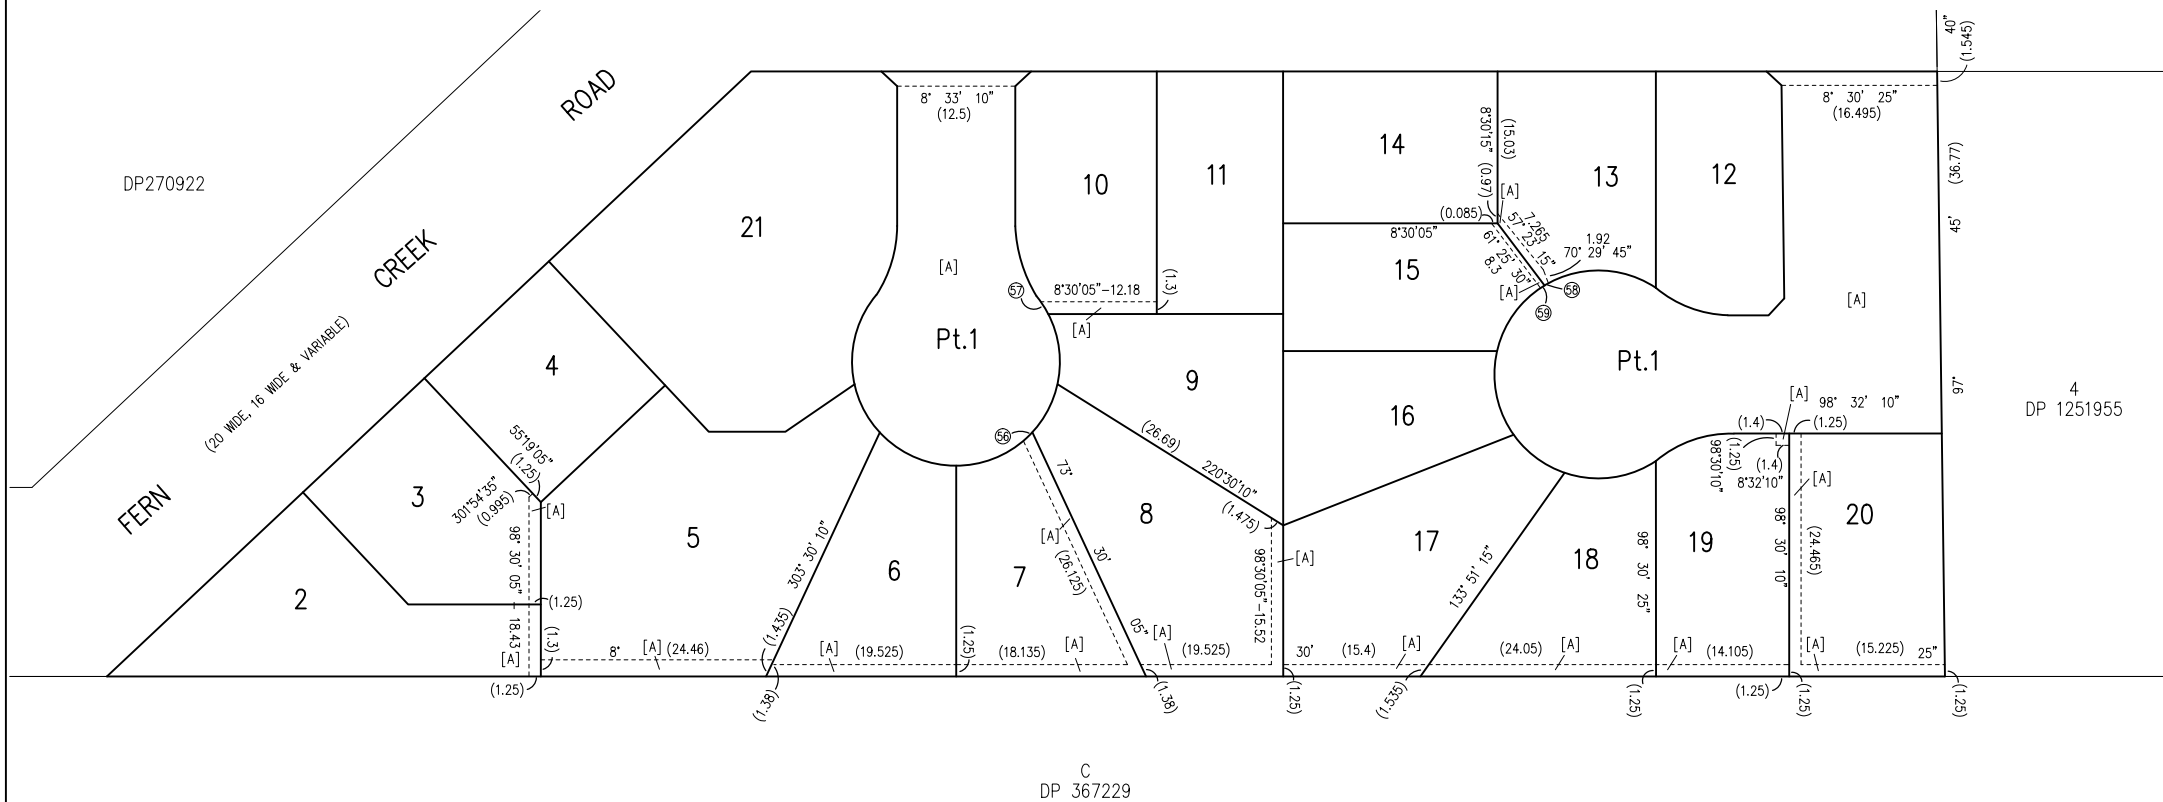 40"
(1.545)
8° 33' 10"
(12.5)
8° 30' 25"
(16.495)
ROAD
CREEK
FERN
(20 WIDE, 16 WIDE & VARIABLE)
DP270922
21
10
11
14
13
12
8°30'15"
(15.03)
(0.97)
[A]
(36.77)
45'
97°
(0.085)
8°30'05"
7.265
57° 23' 15"
61° 25' 30"
8.3
1.92
70° 29' 45"
[A]
[A]
57
8°30'05"-12.18
(1.3)
[A]
15
[A]
58
59
[A]
Pt.1
Pt.1
4
9
16
4
DP 1251955
[A]
98° 32' 10"
(1.4)
(1.25)
(1.25)
(1.4)
98°30'10"
8°32'10"
[A]
55°19'05"
(1.25)
301°54'35"
(0.995)
[A]
56
73°
(26.69)
220°30'10"
(1.475)
3
5
8
17
19
20
98° 30' 05" - 18.43
303° 30' 10"
[A]
(26.125)
30'
05"
98°30'05"-15.52
[A]
133° 51' 15"
98° 30' 25"
98° 30' 10"
(24.465)
2
6
7
18
(1.25)
(1.3)
[A]
8°
[A]
(24.46)
(1.435)
[A]
(19.525)
(1.25)
(18.135)
[A]
[A]
(19.525)
30'
(15.4)
[A]
(24.05)
[A]
[A]
(14.105)
[A]
(15.225)
25"
(1.25)
(1.38)
(1.38)
(1.25)
(1.535)
(1.25)
(1.25)
(1.25)
(1.25)
C
DP 367229